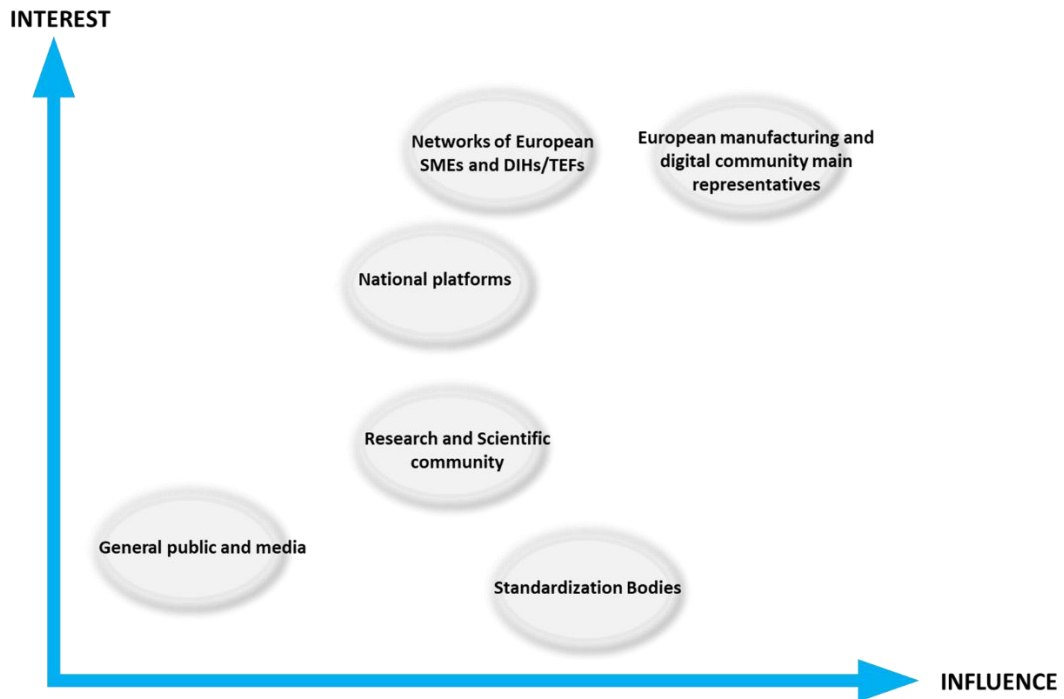 INTEREST
Networks of European
SMEs and DIHs/TEFs
European manufacturing and
digital community main
representatives
National platforms
Research and Scientific
community
General public and media
Standardization Bodies
INFLUENCE